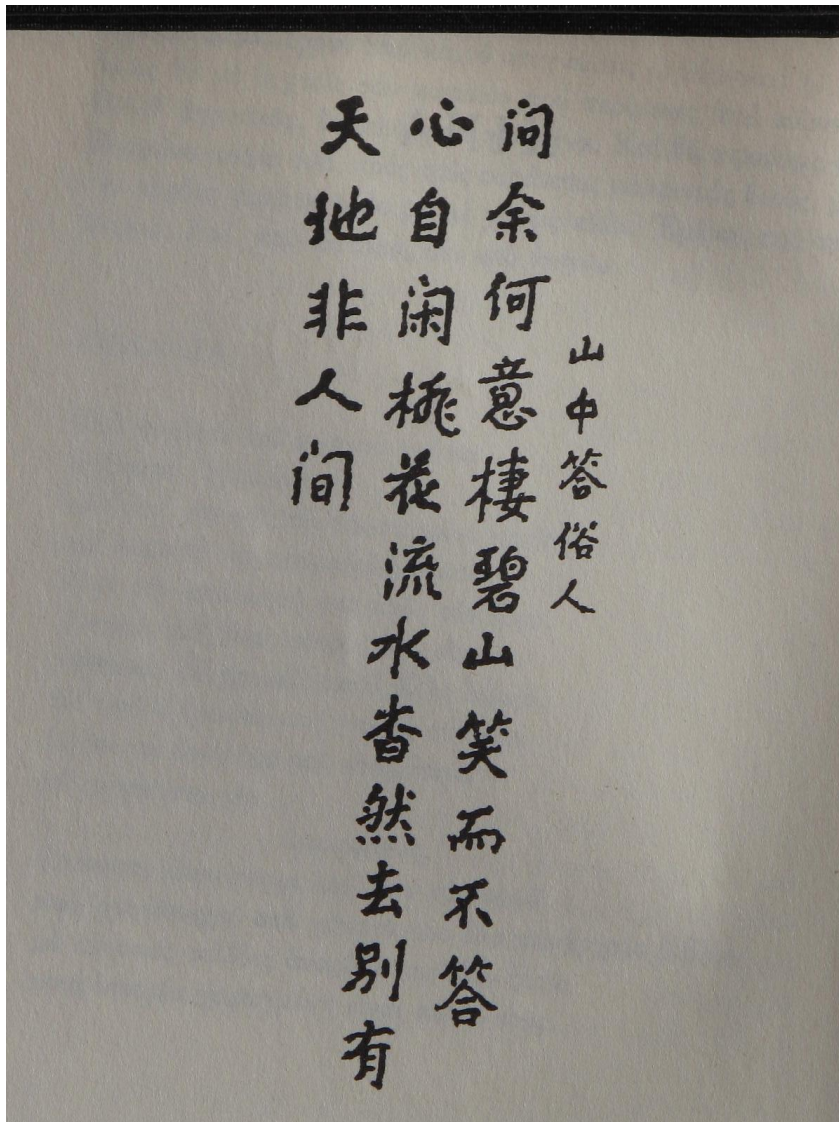 山中答俗人
问余何意棲碧山笑而不答
心自闲桃花流水杳然去别有
天地非人间